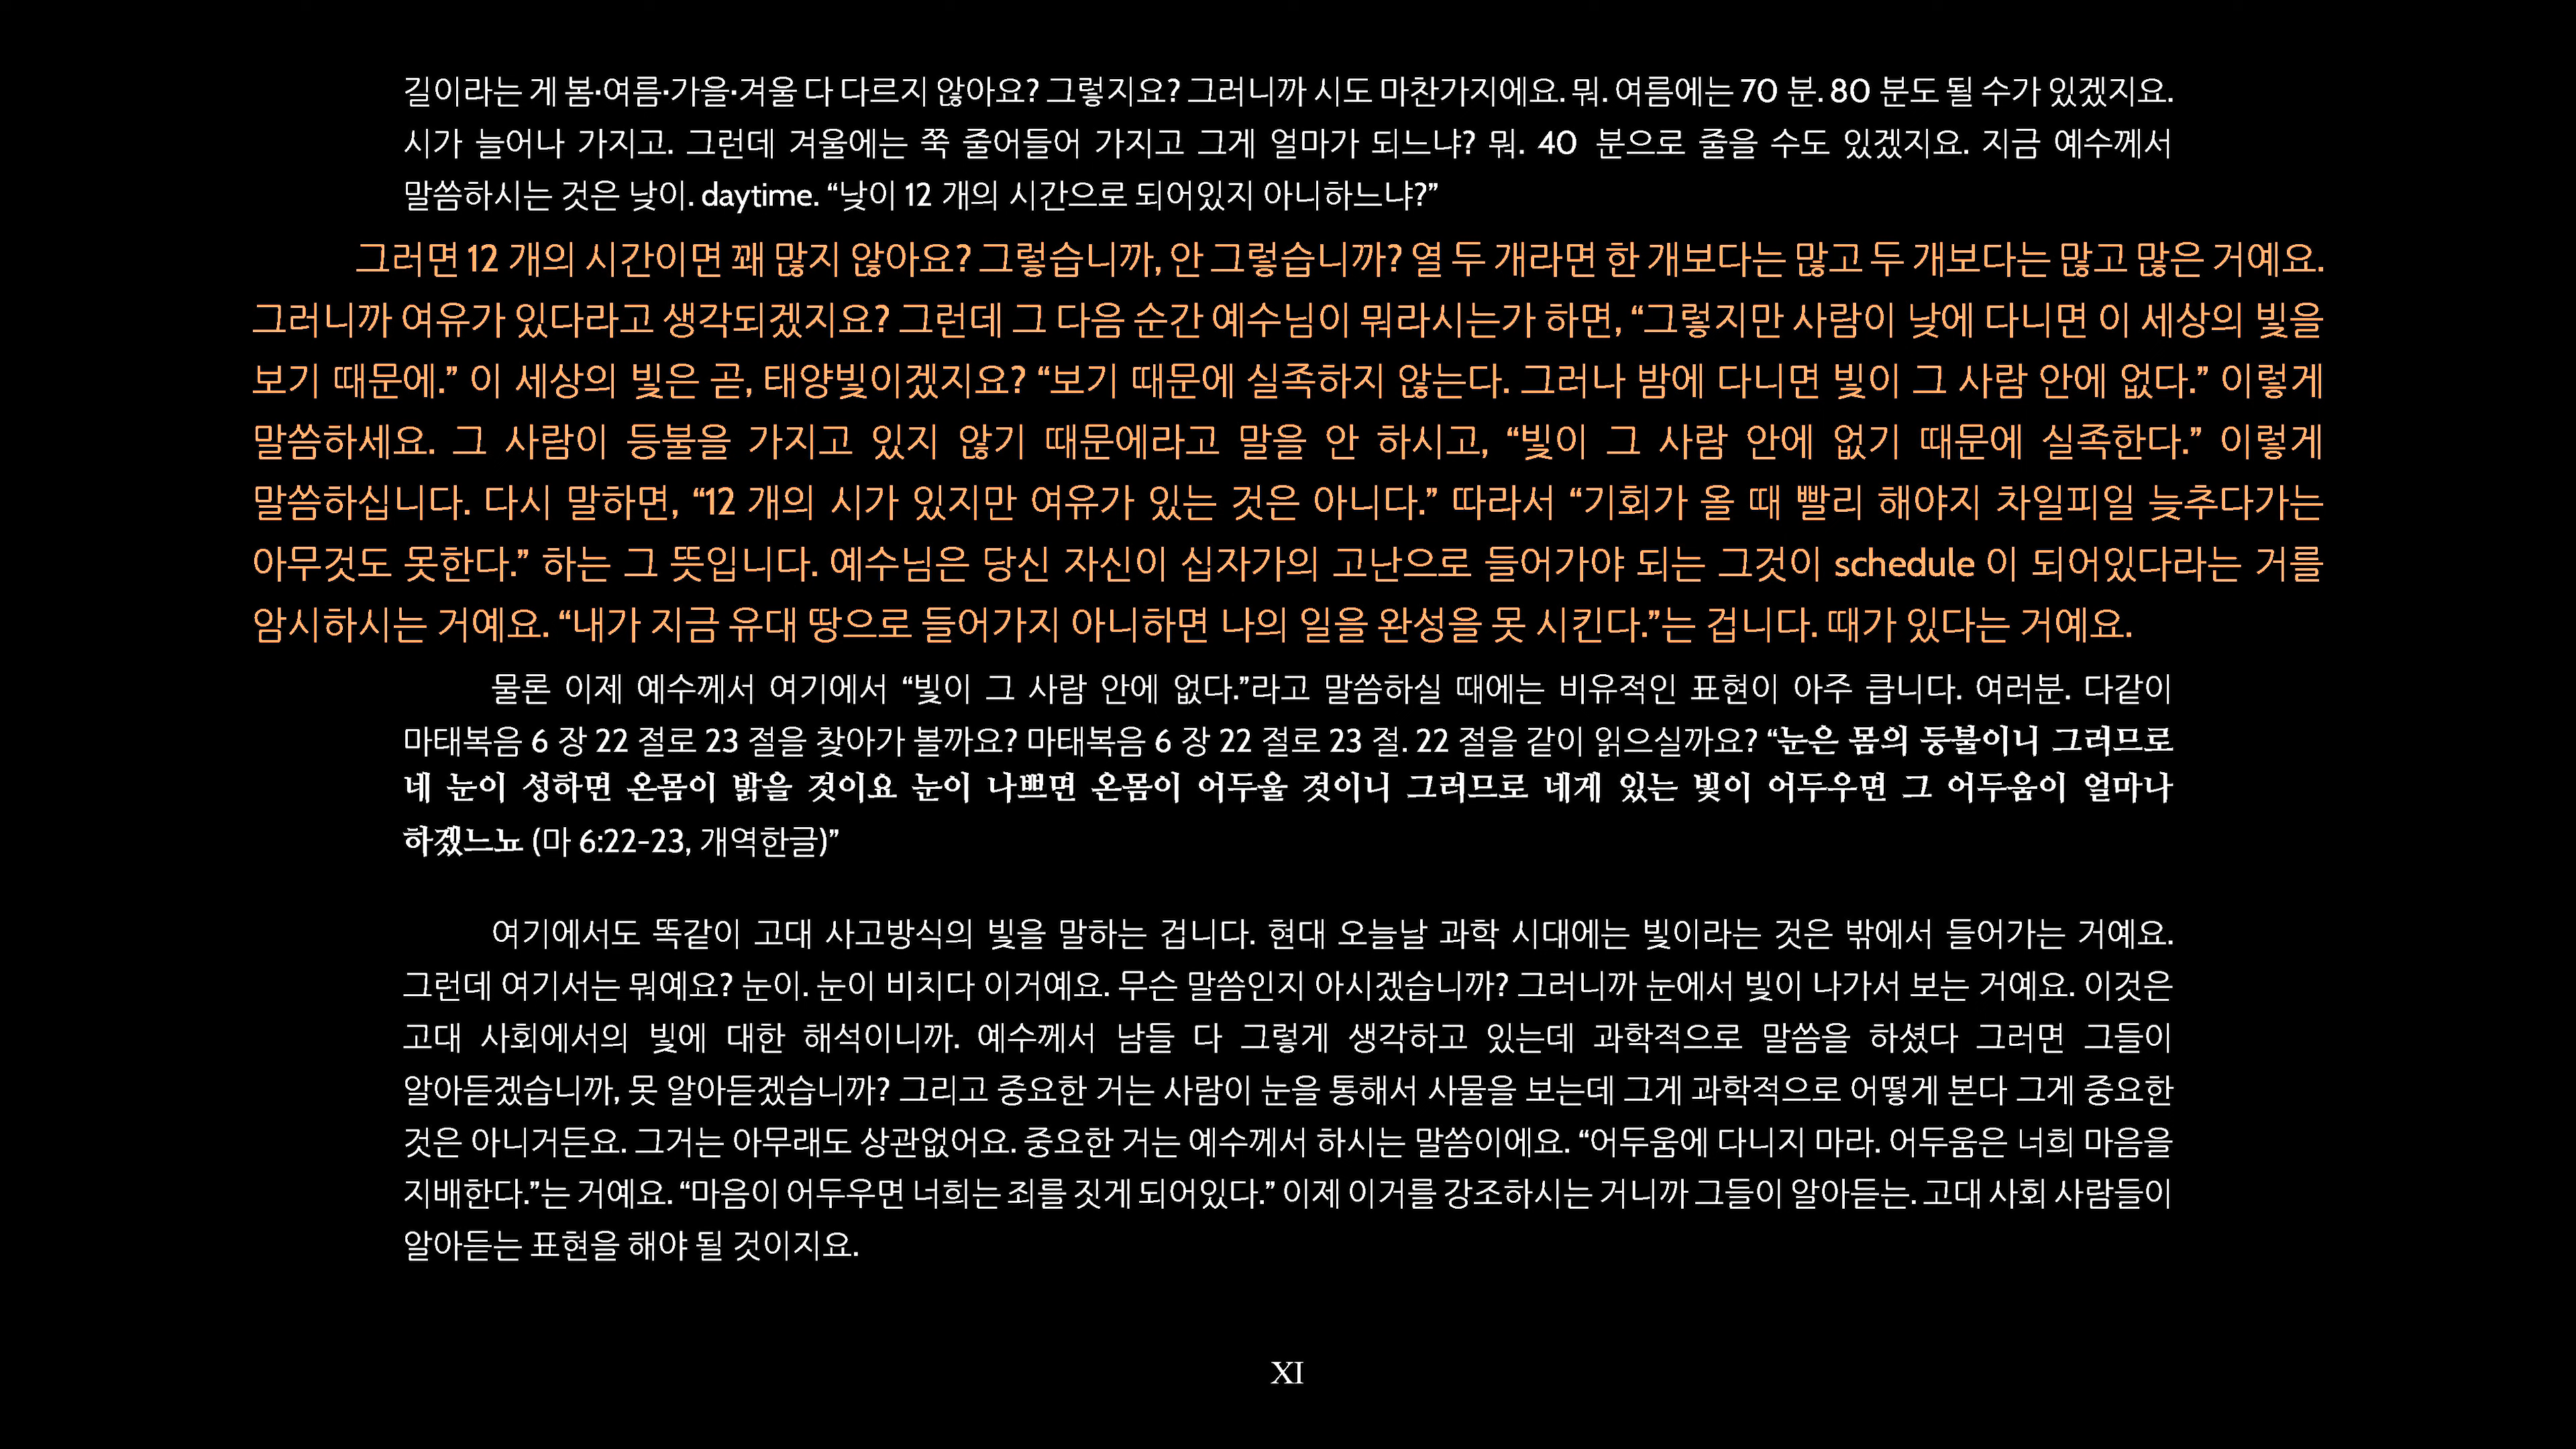 길이라는 게 봄·여름·가을·겨울 다 다르지 않아요? 그렇지요? 그러니까 시도 마찬가지에요. 뭐. 여름에는 70 분. 80 분도 될 수가 있겠지요.
시가 늘어나 가지고. 그런데 겨울에는 쭉 줄어들어 가지고 그게 얼마가 되느냐? 뭐. 40 분으로 줄을 수도 있겠지요. 지금 예수께서
말씀하시는 것은 낮이. daytime. “낮이 12 개의 시간으로 되어있지 아니하느냐?”
그러면 12 개의 시간이면 꽤 많지 않아요? 그렇습니까, 안 그렇습니까? 열 두 개라면 한 개보다는 많고 두 개보다는 많고 많은 거예요.
그러니까 여유가 있다라고 생각되겠지요? 그런데 그 다음 순간 예수님이 뭐라시는가 하면, “그렇지만 사람이 낮에 다니면 이 세상의 빛을
보기 때문에.” 이 세상의 빛은 곧, 태양빛이겠지요? “보기 때문에 실족하지 않는다. 그러나 밤에 다니면 빛이 그 사람 안에 없다.” 이렇게
말씀하세요. 그 사람이 등불을 가지고 있지 않기 때문에라고 말을 안 하시고, “빛이 그 사람 안에 없기 때문에 실족한다.” 이렇게
말씀하십니다. 다시 말하면, “12 개의 시가 있지만 여유가 있는 것은 아니다.” 따라서 “기회가 올 때 빨리 해야지 차일피일 늦추다가는
아무것도 못한다.” 하는 그 뜻입니다. 예수님은 당신 자신이 십자가의 고난으로 들어가야 되는 그것이 schedule 이 되어있다라는 거를
암시하시는 거예요. “내가 지금 유대 땅으로 들어가지 아니하면 나의 일을 완성을 못 시킨다.”는 겁니다. 때가 있다는 거예요.
물론 이제 예수께서 여기에서 “빛이 그 사람 안에 없다.”라고 말씀하실 때에는 비유적인 표현이 아주 큽니다. 여러분. 다같이
마태복음 6 장 22 절로 23 절을 찾아가 볼까요? 마태복음 6 장 22 절로 23 절. 22 절을 같이 읽으실까요? “눈은 몸의 등불이니 그러므로
네 눈이 성하면 온몸이 밝을 것이요 눈이 나쁘면 온몸이 어두울 것이니 그러므로 네게 있는 빛이 어두우면 그 어두움이 얼마나
하겠느뇨 (마 6:22-23, 개역한글)”
여기에서도 똑같이 고대 사고방식의 빛을 말하는 겁니다. 현대 오늘날 과학 시대에는 빛이라는 것은 밖에서 들어가는 거예요.
그런데 여기서는 뭐예요? 눈이. 눈이 비치다 이거예요. 무슨 말씀인지 아시겠습니까? 그러니까 눈에서 빛이 나가서 보는 거예요. 이것은
고대 사회에서의 빛에 대한 해석이니까. 예수께서 남들 다 그렇게 생각하고 있는데 과학적으로 말씀을 하셨다 그러면 그들이
알아듣겠습니까, 못 알아듣겠습니까? 그리고 중요한 거는 사람이 눈을 통해서 사물을 보는데 그게 과학적으로 어떻게 본다 그게 중요한
것은 아니거든요. 그거는 아무래도 상관없어요. 중요한 거는 예수께서 하시는 말씀이에요. “어두움에 다니지 마라. 어두움은 너희 마음을
지배한다.”는 거예요. “마음이 어두우면 너희는 죄를 짓게 되어있다.” 이제 이거를 강조하시는 거니까 그들이 알아듣는. 고대 사회 사람들이
알아듣는 표현을 해야 될 것이지요.
XI